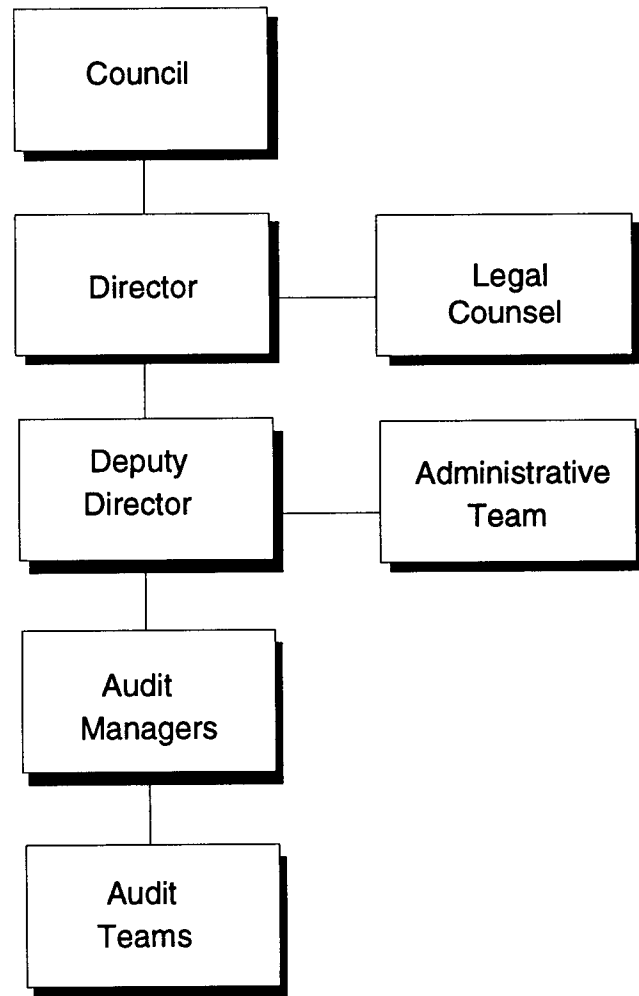 Council
Director
Legal
Counsel
Deputy
Director
Administrative
Team
Audit
Managers
Audit
Teams